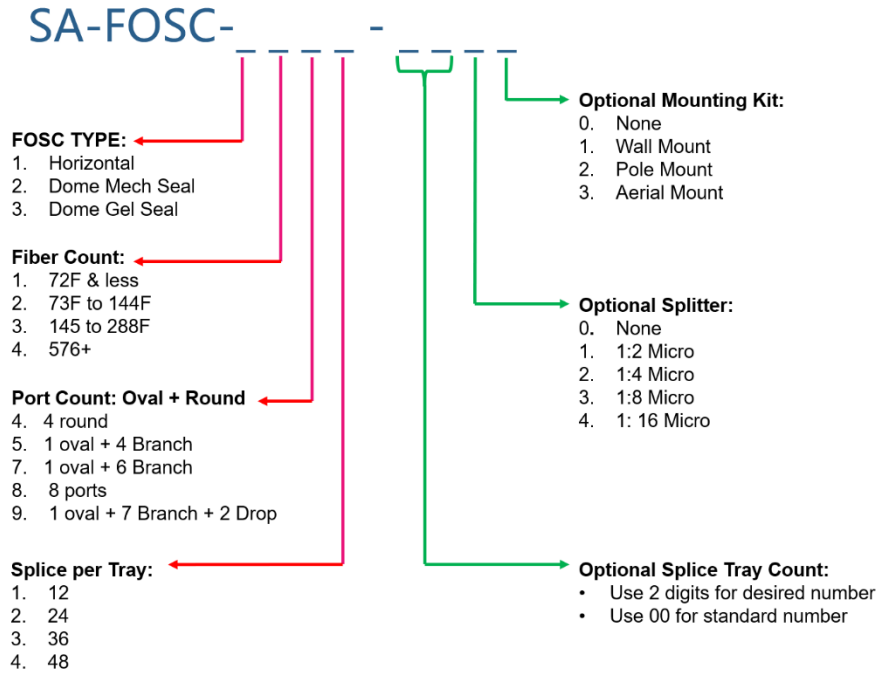 SA-FOSC-_ _ _ _ - _ _ _ _
FOSC TYPE:
1. Horizontal
2. Dome Mech Seal
3. Dome Gel Seal
Fiber Count:
1. 72F & less
2. 73F to 144F
3. 145 to 288F
4. 576+
Port Count: Oval + Round
4. 4 round
5. 1 oval + 4 Branch
7. 1 oval + 6 Branch
8. 8 ports
9. 1 oval + 7 Branch + 2 Drop
Splice per Tray:
1. 12
2. 24
3. 36
4. 48
Optional Mounting Kit:
0. None
1. Wall Mount
2. Pole Mount
3. Aerial Mount
Optional Splitter:
0. None
1. 1:2 Micro
2. 1:4 Micro
3. 1:8 Micro
4. 1: 16 Micro
Optional Splice Tray Count:
• Use 2 digits for desired number
• Use 00 for standard number